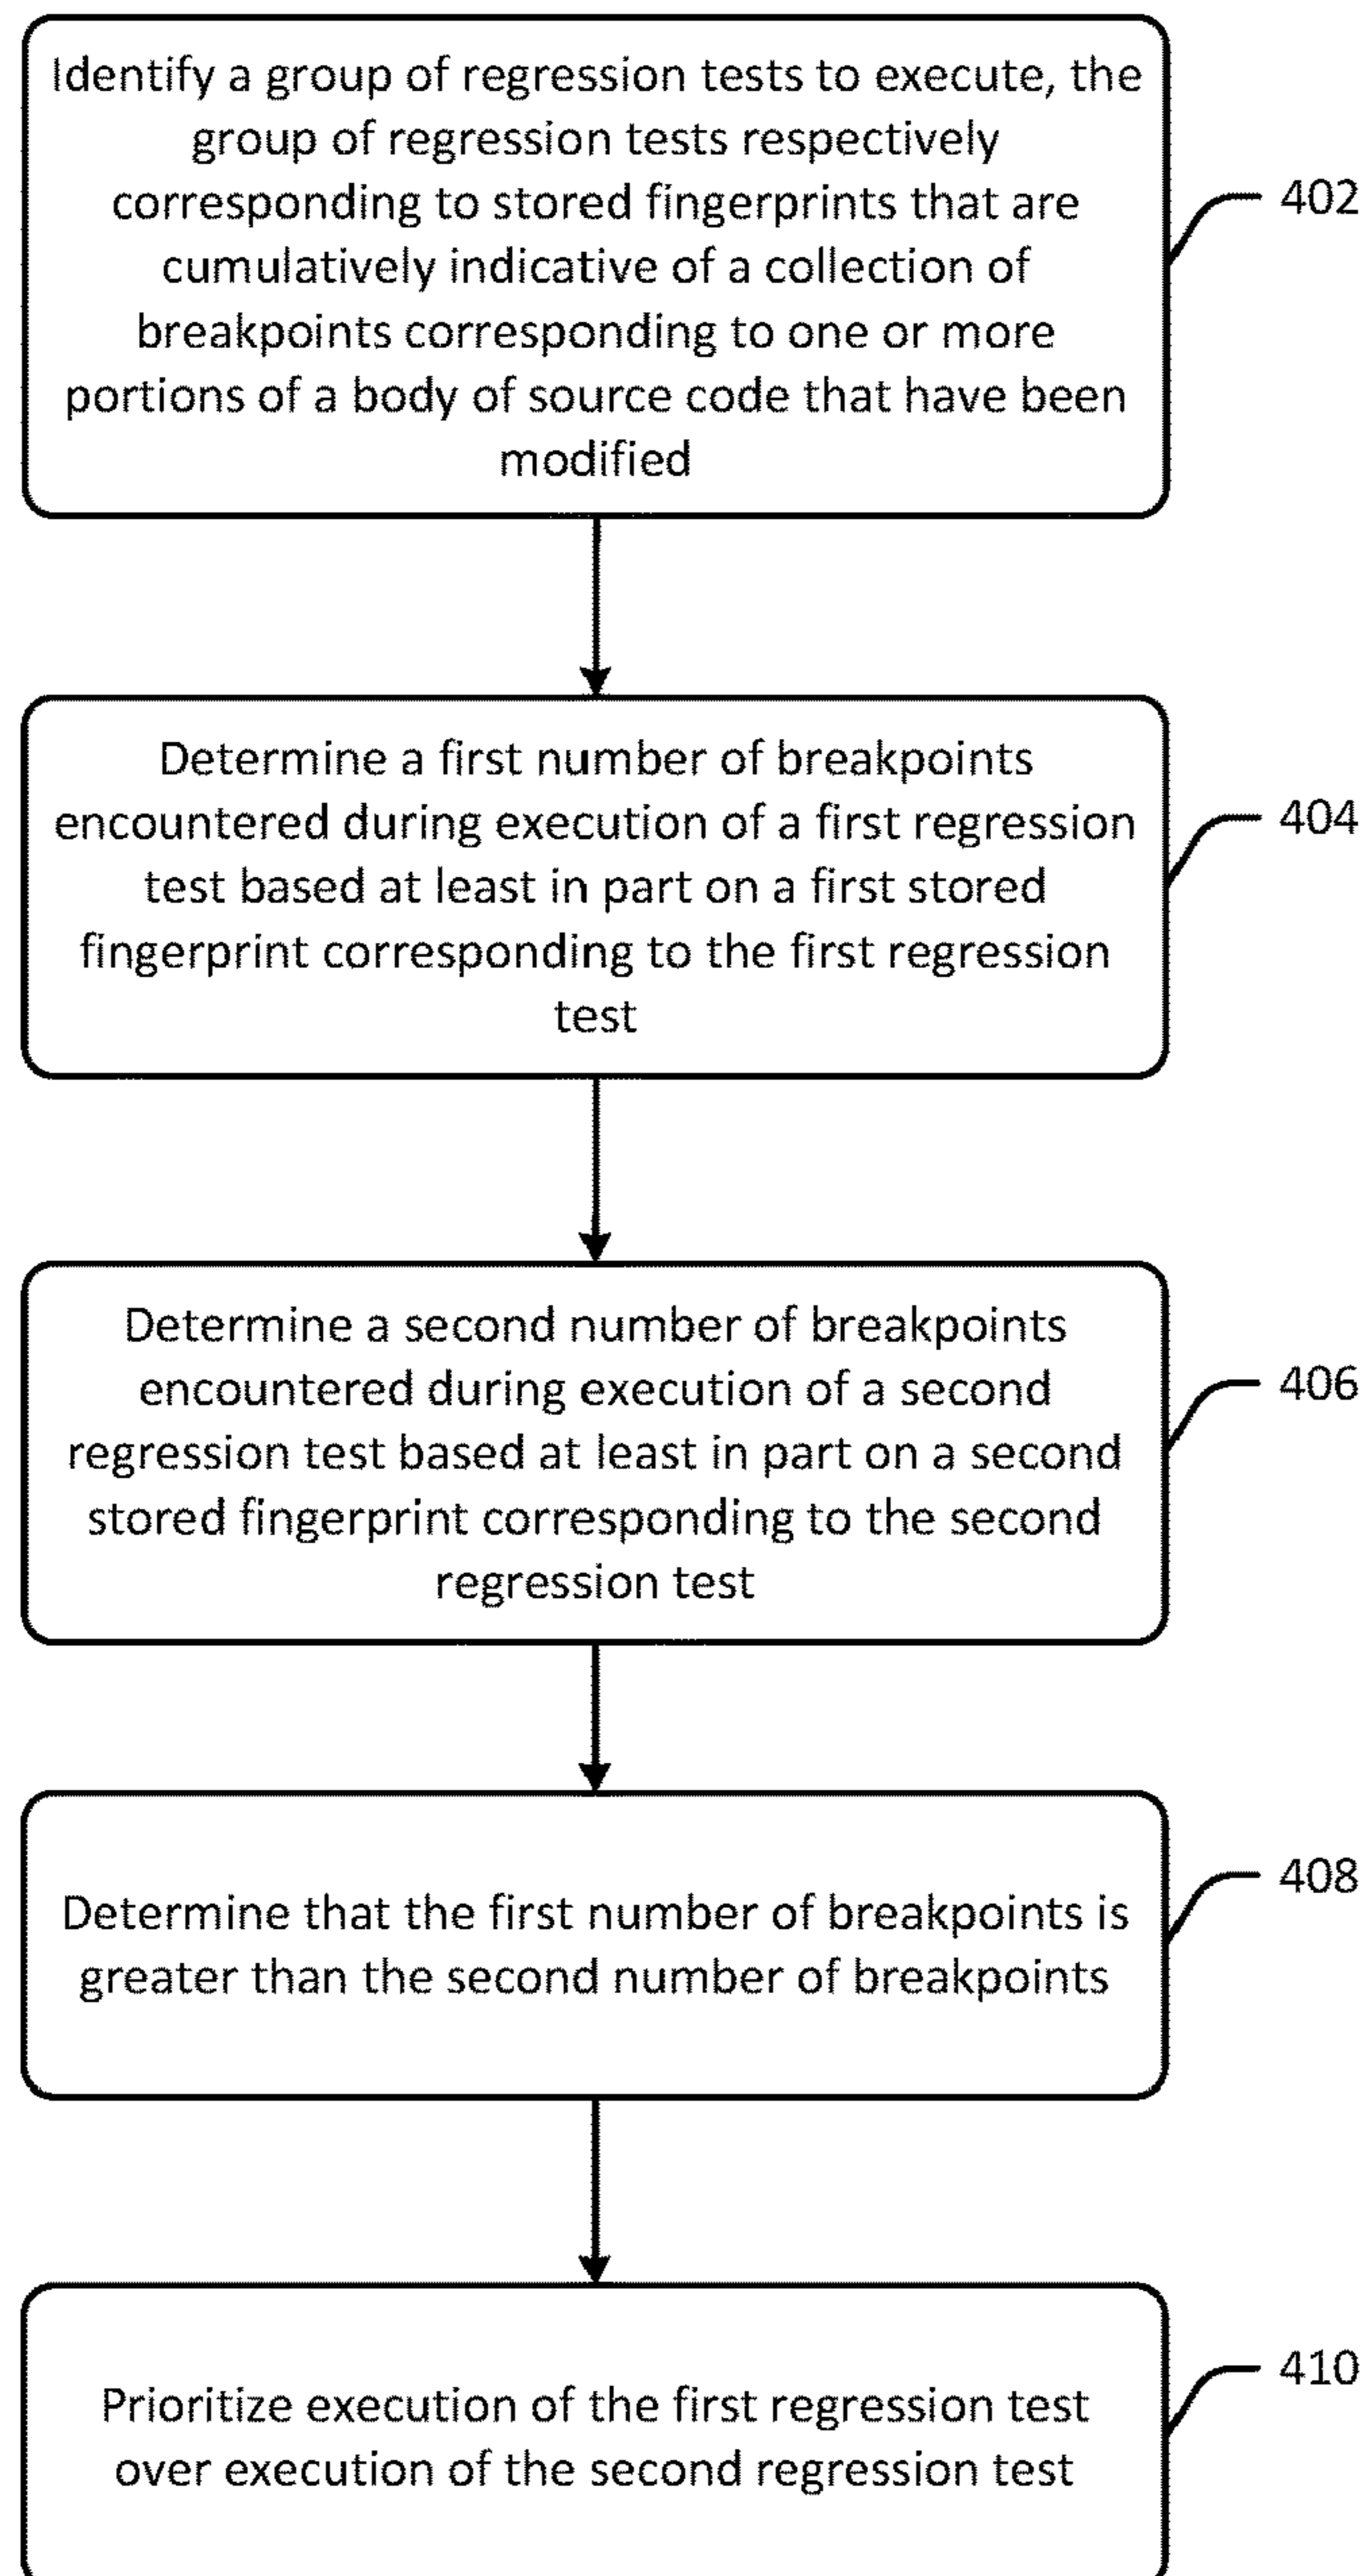 Identify a group of regression tests to execute, the
group of regression tests respectively
corresponding to stored fingerprints that are
cumulatively indicative of a collection of
breakpoints corresponding to one or more
portions of a body of source code that have been
modified
402
Determine a first number of breakpoints
encountered during execution of a first regression
test based at least in part on a first stored
fingerprint corresponding to the first regression
test
404
Determine a second number of breakpoints
encountered during execution of a second
regression test based at least in part on a second
stored fingerprint corresponding to the second
regression test
406
Determine that the first number of breakpoints is
greater than the second number of breakpoints
408
Prioritize execution of the first regression test
over execution of the second regression test
410